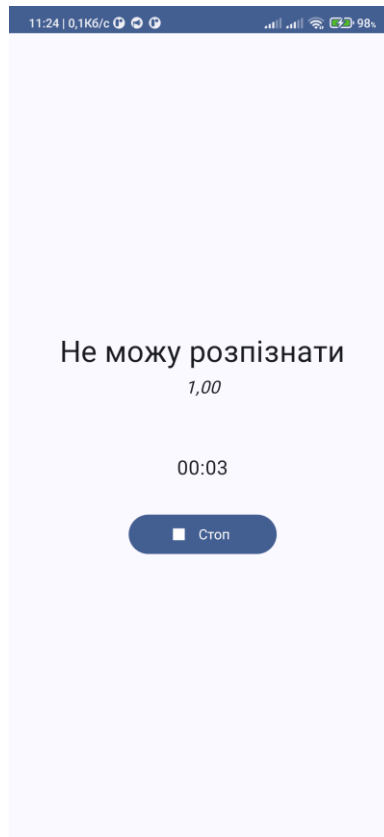 11:24 | 0,1Кб/с 98%
Не можу розпізнати
1,00
00:03
Стоп